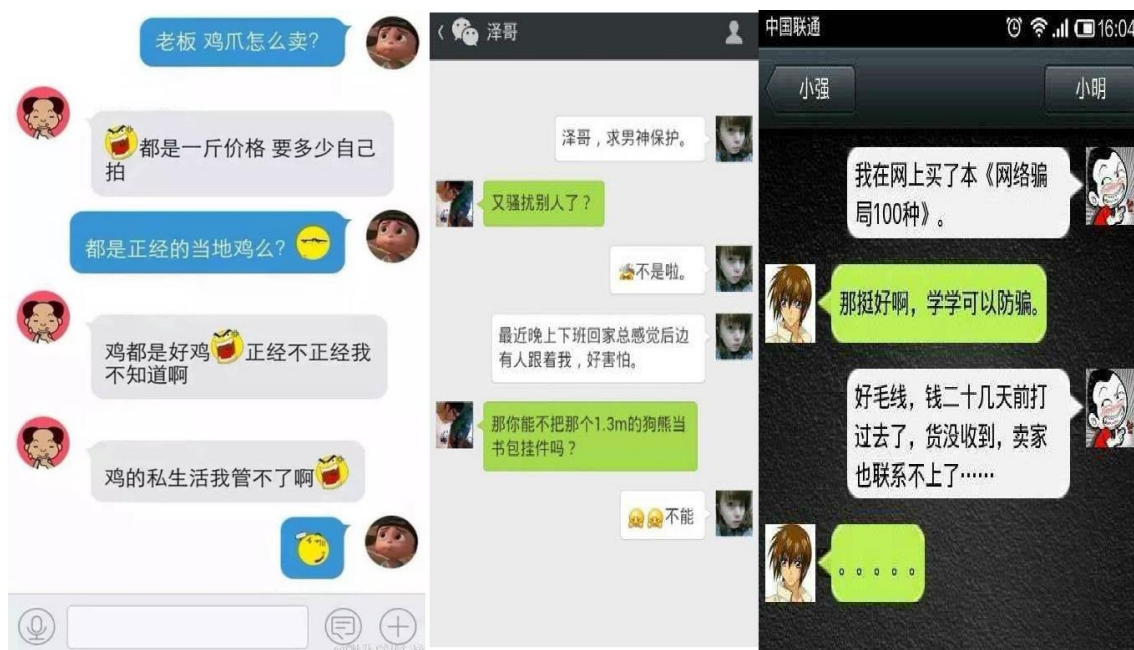 老板 鸡爪怎么卖?
都是一斤价格 要多少自己
拍
都是正经的当地鸡么?
鸡都是好鸡 正经不正经我
不知道啊
鸡的私生活我管不了啊
泽哥
泽哥，求男神保护。
又骚扰别人了？
不是啦。
最近晚上下班回家总感觉后边
有人跟着我，好害怕。
那你能不把那个1.3m的狗熊当
书包挂件吗？
不能
中国联通
16:04
小强
小明
我在网上买了本《网络骗
局100种》。
那挺好啊，学学可以防骗。
好毛线，钱二十几天前打
过去了，货没收到，卖家
也联系不上了……
。。。。。